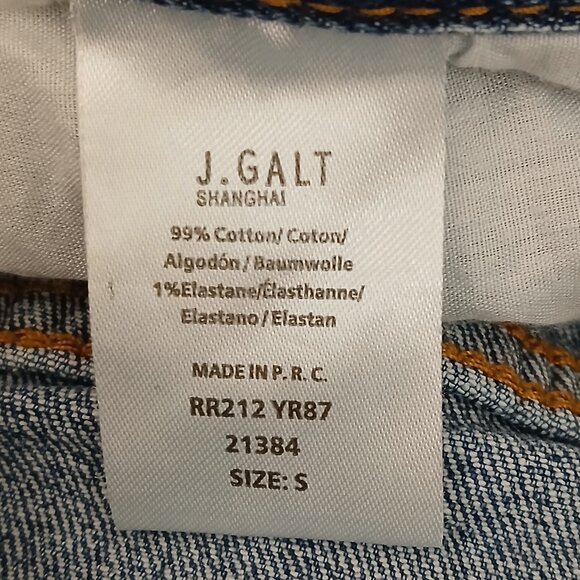 J.GALT
SHANGHAI
99% Cotton/ Coton/
Algodón/Baumwolle
1%Elastane/Élasthanne/
Elastano/Elastan
MADE IN P. R. C.
RR212 YR87
21384
SIZE: S